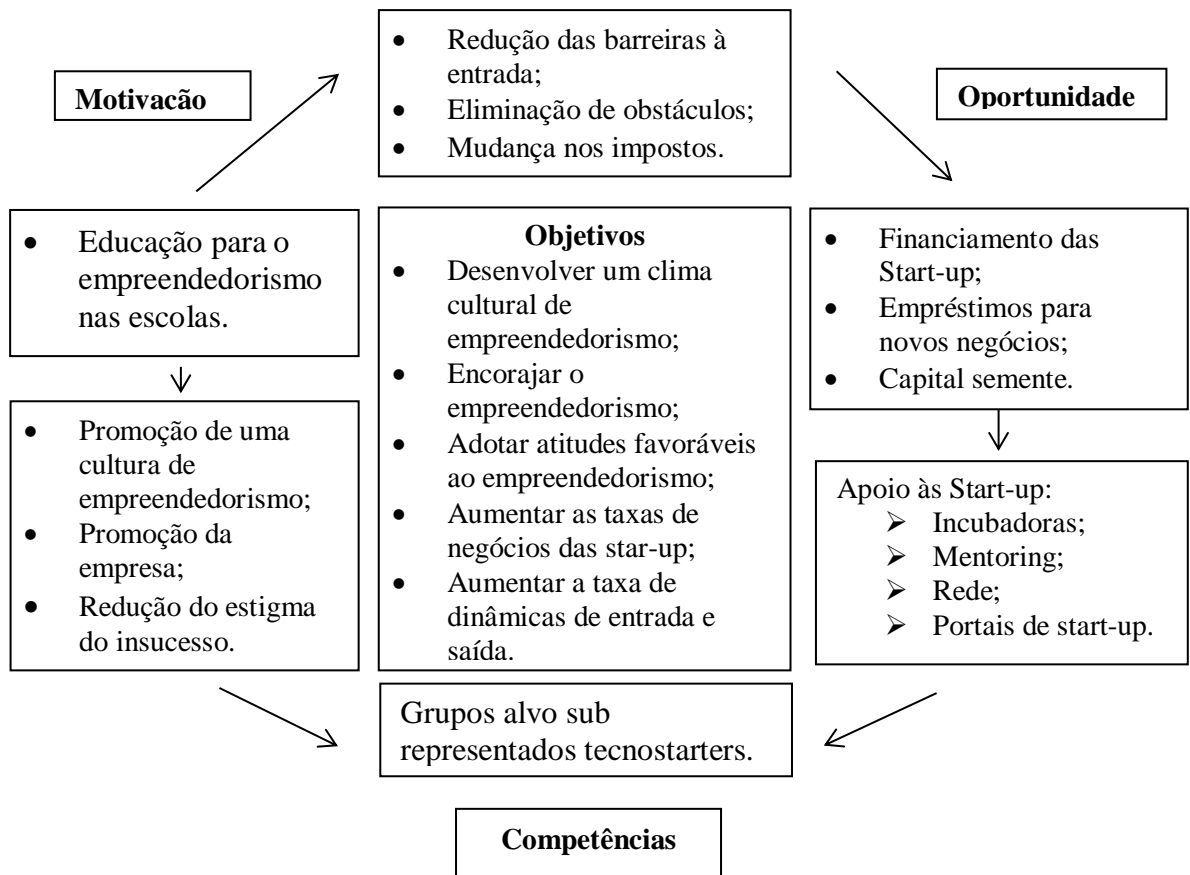 Motivacão
• Redução das barreiras à
entrada;
• Eliminação de obstáculos;
• Mudança nos impostos.
Oportunidade
• Educação para o
empreendedorismo
nas escolas.
• Promoção de uma
cultura de
empreendedorismo;
• Promoção da
empresa;
• Redução do estigma
do insucesso.
Objetivos
• Desenvolver um clima
cultural de
empreendedorismo;
• Encorajar o
empreendedorismo;
• Adotar atitudes favoráveis
ao empreendedorismo;
• Aumentar as taxas de
negócios das star-up;
• Aumentar a taxa de
dinâmicas de entrada e
saída.
• Financiamento das
Start-up;
• Empréstimos para
novos negócios;
• Capital semente.
Apoio às Start-up:
➢ Incubadoras;
➢ Mentoring;
➢ Rede;
➢ Portais de start-up.
Grupos alvo sub
representados tecnostarters.
Competências